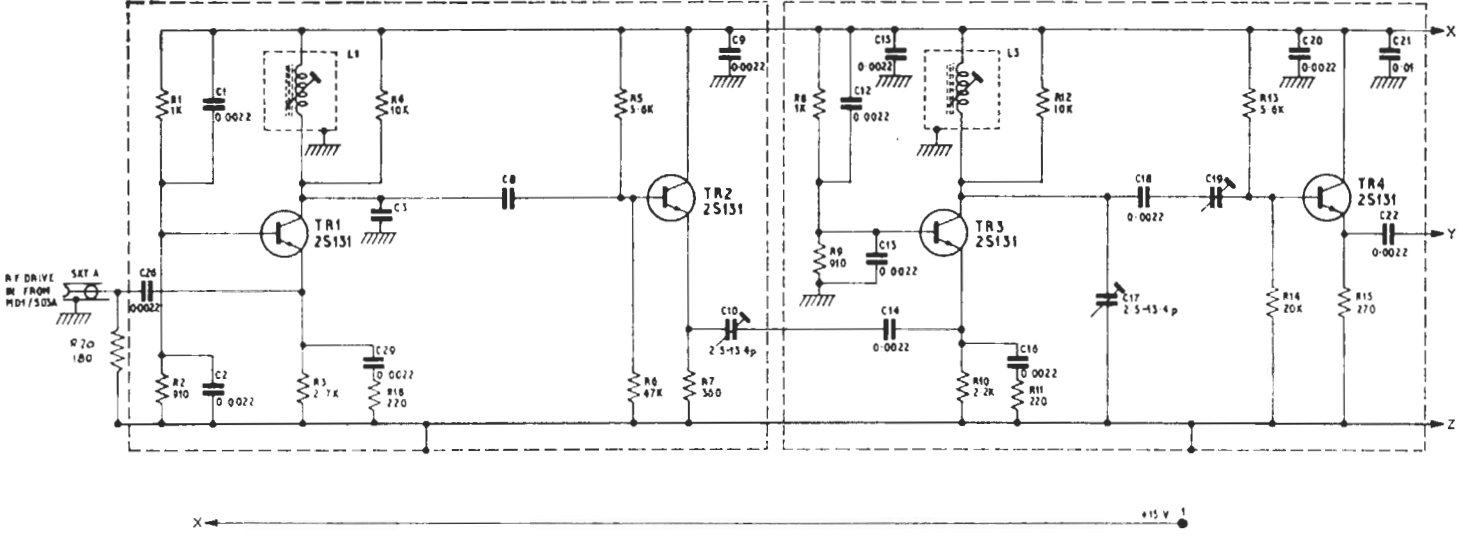 C9
0·0022
C13
0·0022
C20
0·0022
C21
0·01
X
L1
L3
R1
1K
C1
0·0022
R4
10K
R5
5·6K
R8
1K
C12
0·0022
R12
10K
R13
5·6K
C8
TR2
2S131
C18
0·0022
C19
TR4
2S131
C3
TR1
2S131
TR3
2S131
C22
0·0022
Y
R9
910
C13
0·0022
RF DRIVE
IN FROM
MD1/503A
SKT A
C26
0·0022
C17
2·5-13·4p
R14
20K
R15
270
C10
2·5-13·4p
C14
0·0022
R20
180
R2
910
C2
0·0022
R3
2·7K
C29
0·0022
R18
220
R6
47K
R7
360
R10
2·2K
C16
0·0022
R11
220
Z
X
+15 V
1